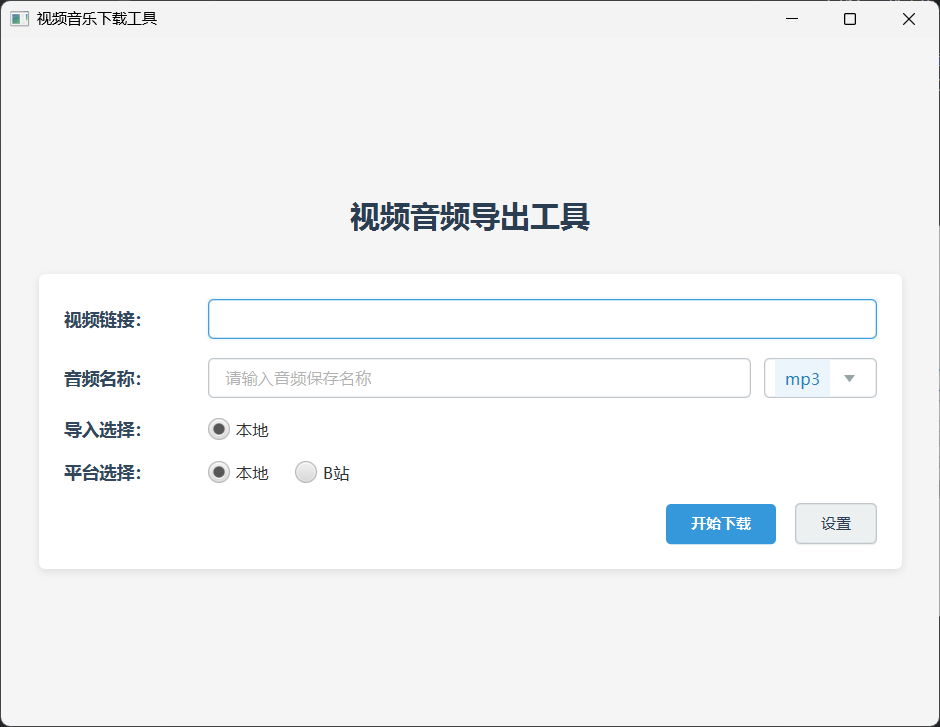 视频音乐下载工具
视频音频导出工具
视频链接：
音频名称： 请输入音频保存名称 mp3
导入选择： 本地
平台选择： 本地 B站
开始下载 设置